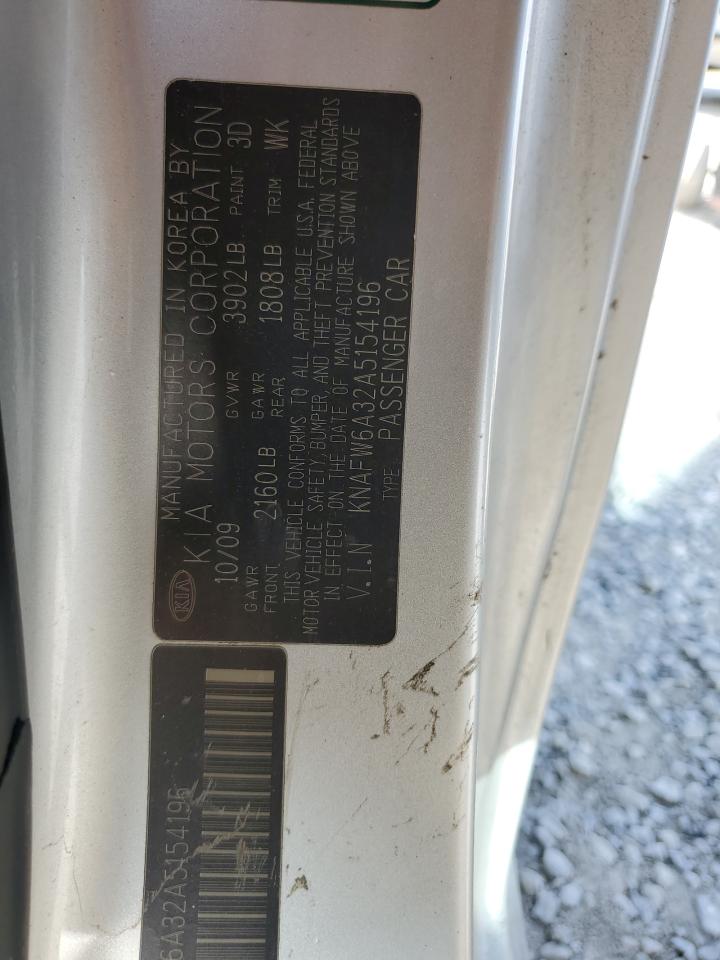 MANUFACTURED IN KOREA BY
KIA KIA MOTORS CORPORATION
10/09 GVWR 3902LB PAINT 3D
GAWR FRONT 2160LB GAWR REAR 1808LB TRIM WK
THIS VEHICLE CONFORMS TO ALL APPLICABLE U.S.A. FEDERAL
MOTOR VEHICLE SAFETY, BUMPER, AND THEFT PREVENTION STANDARDS
IN EFFECT ON THE DATE OF MANUFACTURE SHOWN ABOVE
V.I.N KNAFW6A32A5154196
TYPE: PASSENGER CAR
6A32A5154196